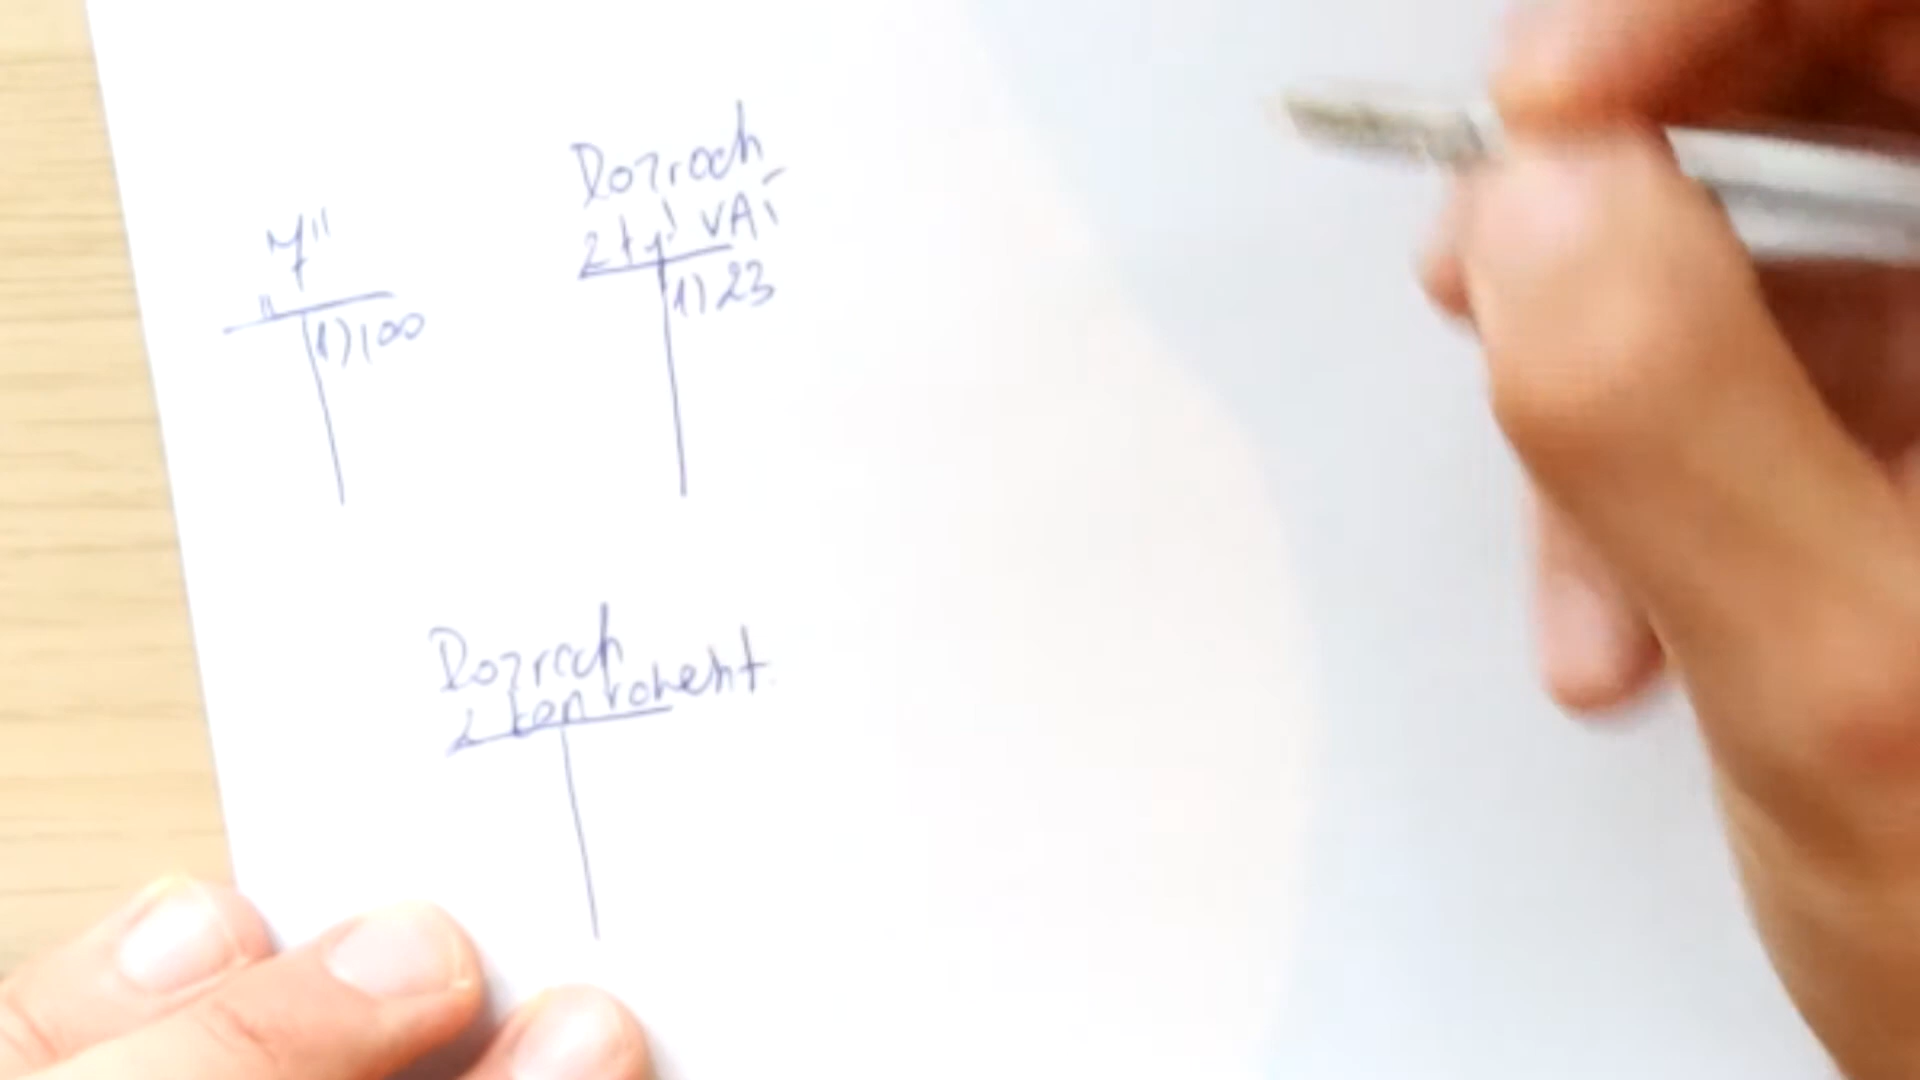 „7"
1) 100
Rozrach
z tyt VAT
1) 23
Rozrach
z kontrahent.